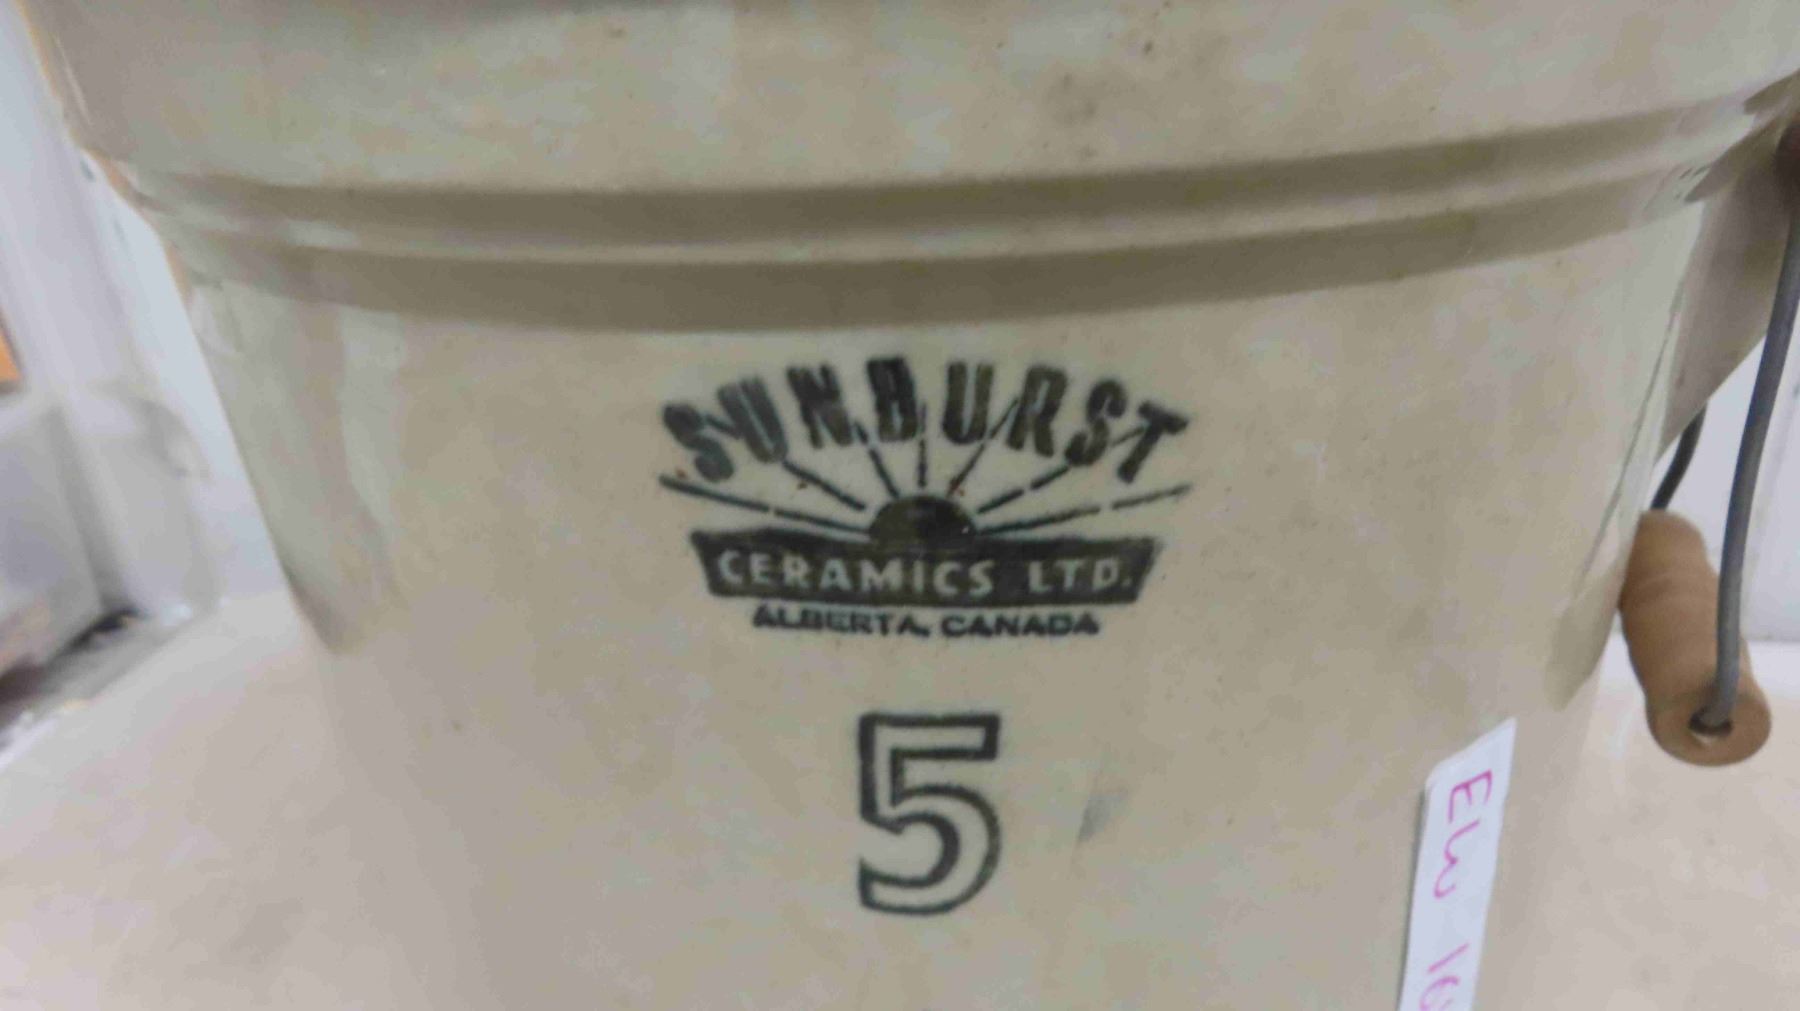 SUNBURST
CERAMICS LTD.
ALBERTA, CANADA
5